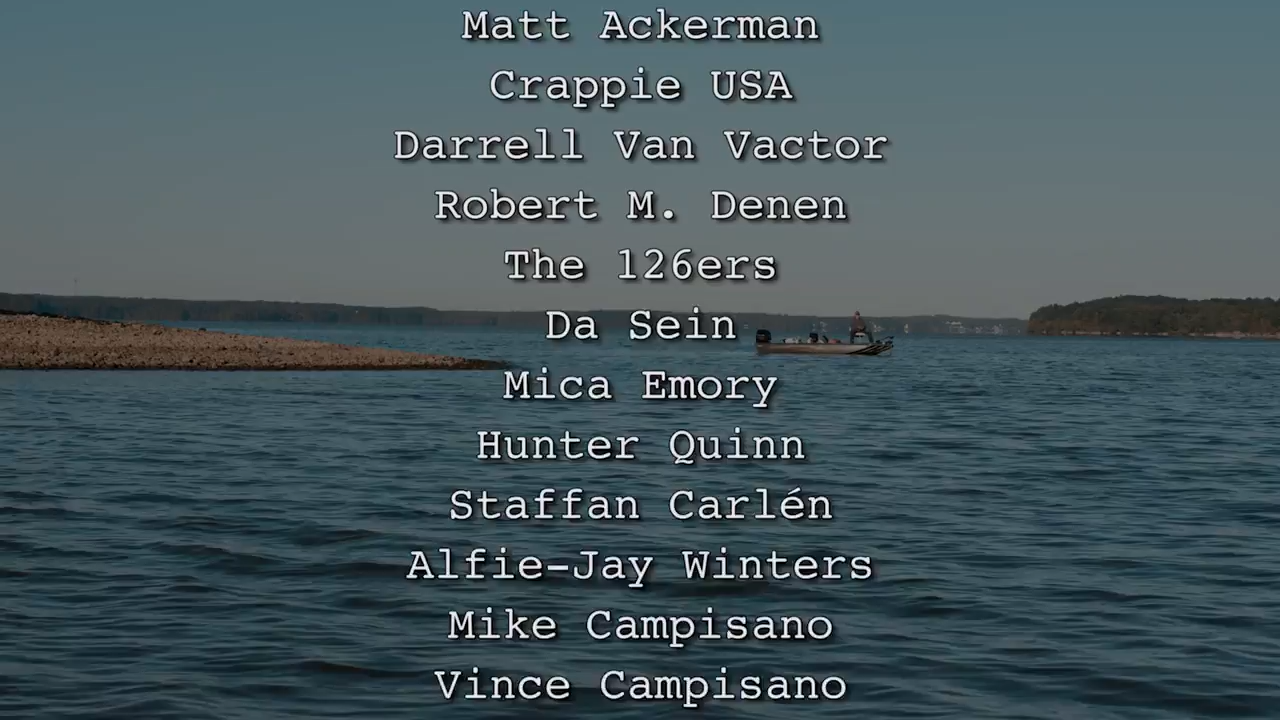 Matt Ackerman
Crappie USA
Darrell Van Vactor
Robert M. Denen
The 126ers
Da Sein
Mica Emory
Hunter Quinn
Staffan Carlén
Alfie-Jay Winters
Mike Campisano
Vince Campisano